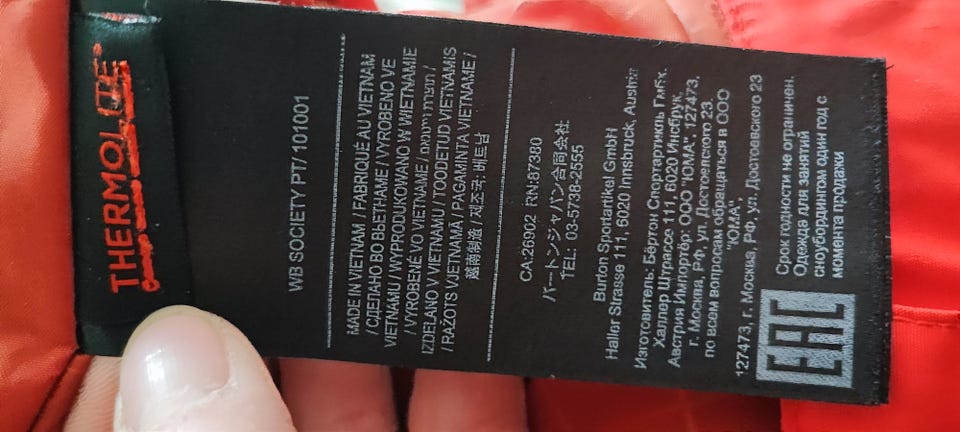 THERMOLITE
WB SOCIETY PT/ 101001
MADE IN VIETNAM / FABRIQUÉ AU VIETNAM
/ СДЕЛАНО ВО ВЬЕТНАМЕ / VYROBENO VE
VIETNAMU / WYPRODUKOWANO W WIETNAMIE
/ VYROBENÉ VO VIETNAME / תוצרת וייטנאם /
IZDELANO V VIETNAMU / TOODETUD VIETNAMIS
/ RAŽOTS VJETNAMĀ / PAGAMINTA VIETNAME /
越南制造 / 제조국: 베트남
CA 26902 RN:87380
バートンジャパン合同会社
TEL: 03-5738-2555
Burton Sportartikel GmbH
Haller Strasse 111, 6020 Innsbruck, Austria
Изготовитель: Бёртон Спортартикль ГмбХ.
Халлер Штрассе 111, 6020 Инсбрук,
Австрия Импортёр: ООО "ЮМА", 127473,
г. Москва, РФ, ул. Достоевского 23.
по всем вопросам обращаться в ООО
"ЮМА",
127473, г. Москва, РФ, ул. Достоевского 23
EAC
Срок годности не ограничен.
Одежда для занятий
сноубордингом один год с
момента продажи